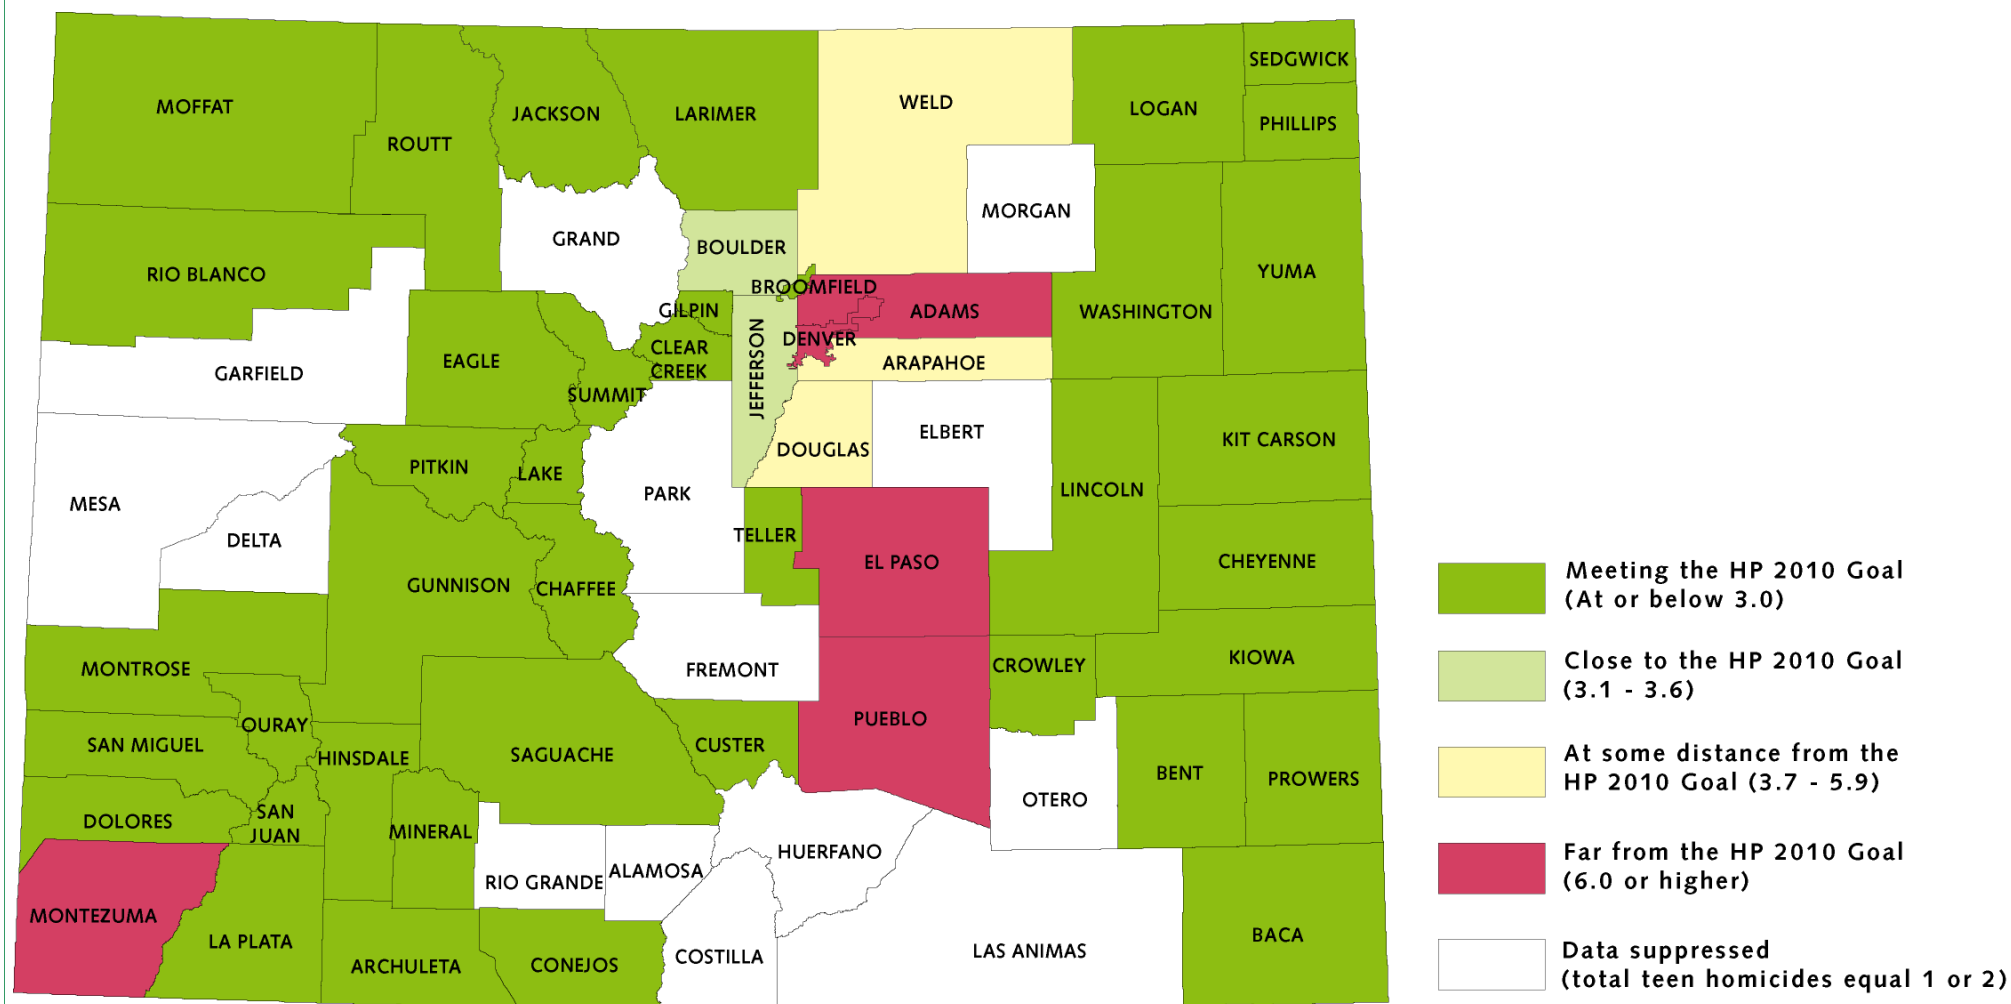 SEDGWICK
MOFFAT
JACKSON
LARIMER
WELD
LOGAN
PHILLIPS
ROUTT
MORGAN
GRAND
BOULDER
RIO BLANCO
YUMA
BROOMFIELD
GILPIN
ADAMS
WASHINGTON
DENVER
CLEAR
CREEK
JEFFERSON
ARAPAHOE
EAGLE
GARFIELD
SUMMIT
ELBERT
KIT CARSON
DOUGLAS
PITKIN
LAKE
PARK
LINCOLN
MESA
DELTA
TELLER
EL PASO
CHEYENNE
GUNNISON
CHAFFEE
MONTROSE
FREMONT
CROWLEY
KIOWA
OURAY
PUEBLO
SAN MIGUEL
HINSDALE
SAGUACHE
CUSTER
BENT
PROWERS
OTERO
DOLORES
SAN
JUAN
MINERAL
HUERFANO
RIO GRANDE
ALAMOSA
MONTEZUMA
LA PLATA
ARCHULETA
CONEJOS
COSTILLA
LAS ANIMAS
BACA
Meeting the HP 2010 Goal
(At or below 3.0)
Close to the HP 2010 Goal
(3.1 - 3.6)
At some distance from the
HP 2010 Goal (3.7 - 5.9)
Far from the HP 2010 Goal
(6.0 or higher)
Data suppressed
(total teen homicides equal 1 or 2)